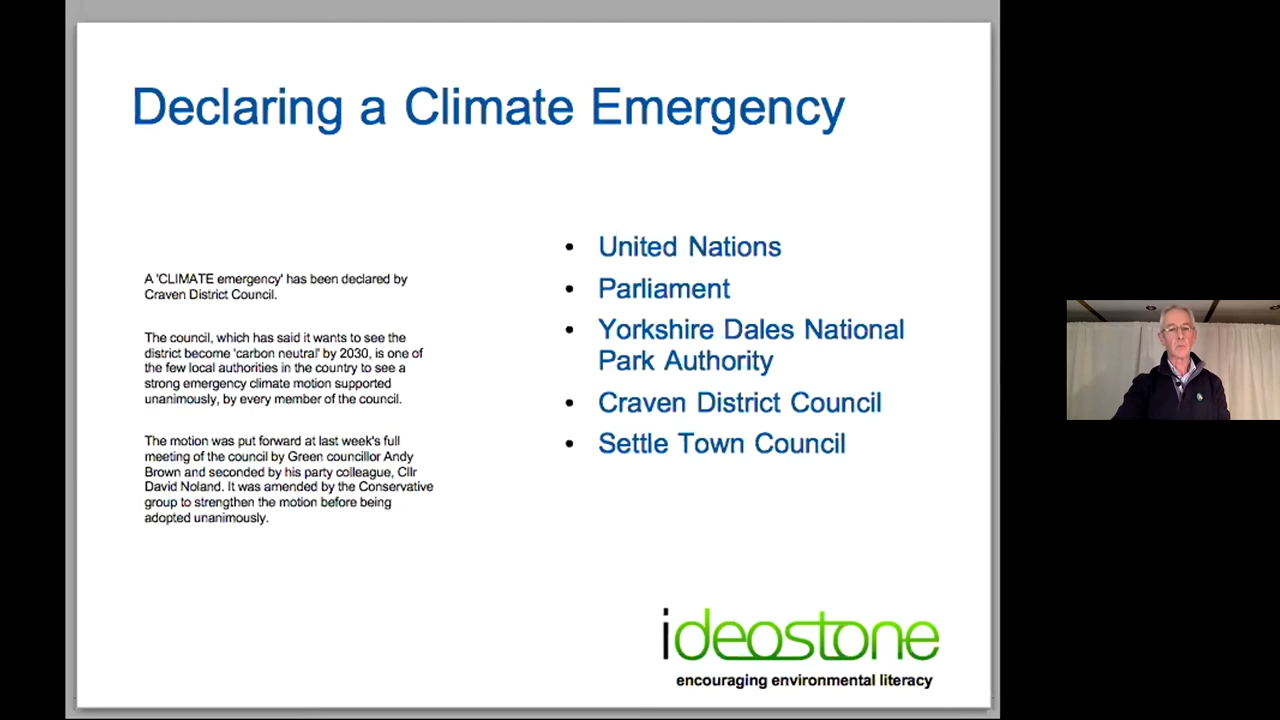 Declaring a Climate Emergency
A 'CLIMATE emergency' has been declared by
Craven District Council.
The council, which has said it wants to see the
district become 'carbon neutral' by 2030, is one of
the few local authorities in the country to see a
strong emergency climate motion supported
unanimously, by every member of the council.
The motion was put forward at last week's full
meeting of the council by Green councillor Andy
Brown and seconded by his party colleague, Cllr
David Noland. It was amended by the Conservative
group to strengthen the motion before being
adopted unanimously.
• United Nations
• Parliament
• Yorkshire Dales National
Park Authority
• Craven District Council
• Settle Town Council
ideostone
encouraging environmental literacy